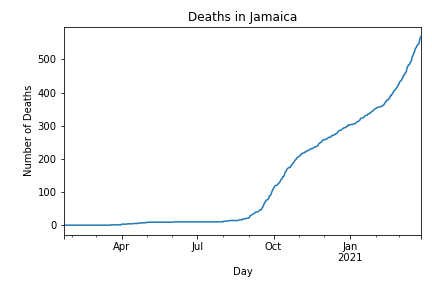 Deaths in Jamaica
Number of Deaths
500
400
300
200
100
0
Apr
Jul
Oct
Jan
2021
Day